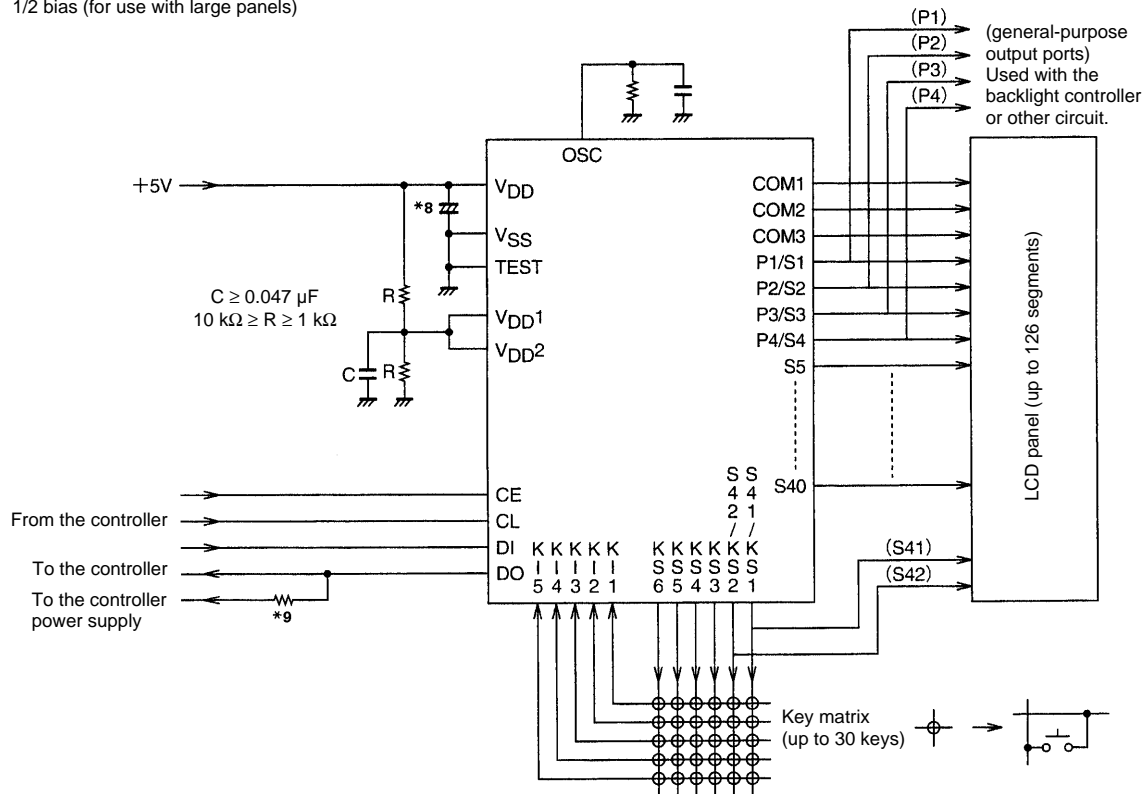 1/2 bias (for use with large panels)
(P1)
(P2)
(P3)
(P4)
(general-purpose
output ports)
Used with the
backlight controller
or other circuit.
OSC
+5V
VDD
*8
VSS
TEST
C ≥ 0.047 µF
10 kΩ ≥ R ≥ 1 kΩ
R
VDD1
VDD2
C
R
COM1
COM2
COM3
P1/S1
P2/S2
P3/S3
P4/S4
S5
S40
LCD panel (up to 126 segments)
CE
From the controller
CL
DI
To the controller
DO
To the controller
power supply
*9
KI5
KI4
KI3
KI2
KI1
KS6
KS5
KS4
KS3
S42/KS2
S41/KS1
(S41)
(S42)
Key matrix
(up to 30 keys)